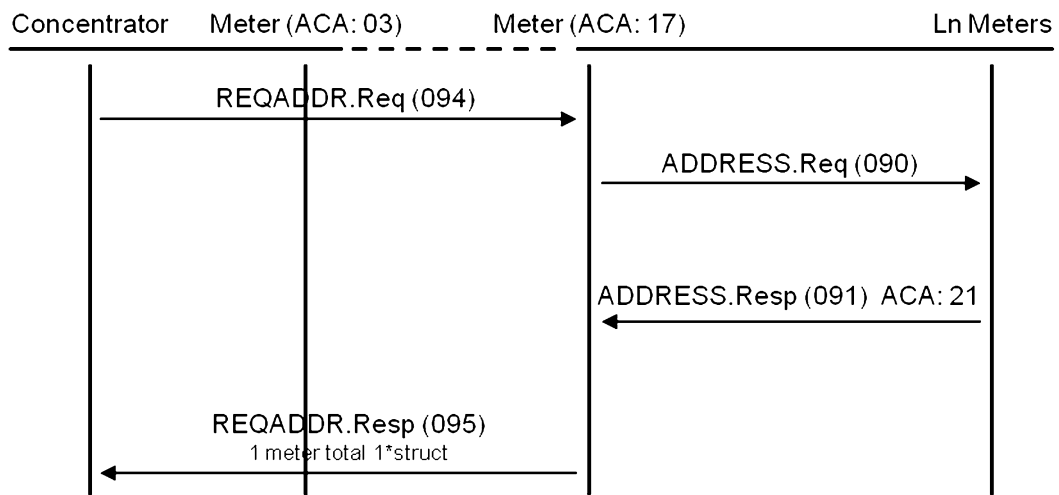 Concentrator Meter (ACA: 03) Meter (ACA: 17) Ln Meters
REQADDR.Req (094)
ADDRESS.Req (090)
ADDRESS.Resp (091) ACA: 21
REQADDR.Resp (095)
1 meter total 1*struct